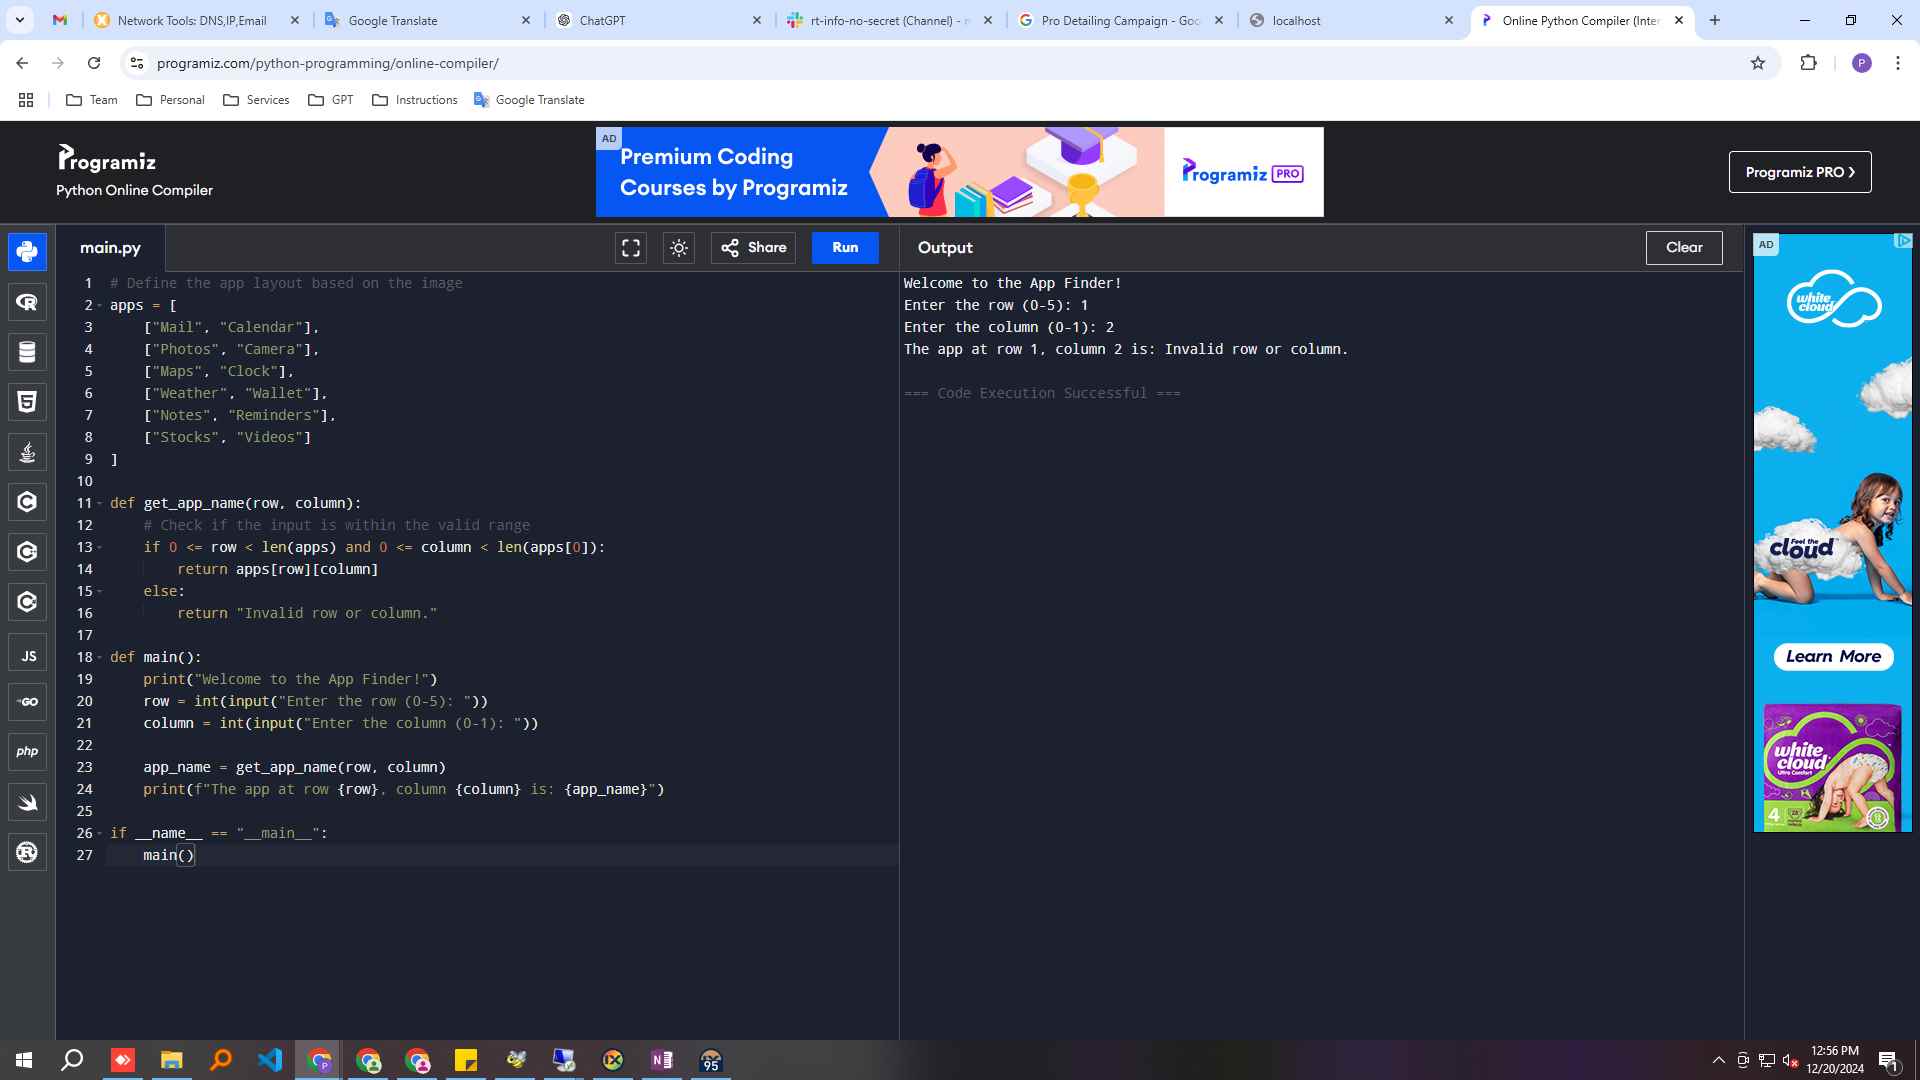 Network Tools: DNS,IP,Email
Google Translate
ChatGPT
rt-info-no-secret (Channel) - n
Pro Detailing Campaign - Goo
localhost
Online Python Compiler (Inter
programiz.com/python-programming/online-compiler/
P
Team
Personal
Services
GPT
Instructions
Google Translate
Programiz
Python Online Compiler
AD
Premium Coding
Courses by Programiz
Programiz PRO
Programiz PRO
main.py
Share
Run
Output
Clear
1 # Define the app layout based on the image
2 apps = [
3 ["Mail", "Calendar"],
4 ["Photos", "Camera"],
5 ["Maps", "Clock"],
6 ["Weather", "Wallet"],
7 ["Notes", "Reminders"],
8 ["Stocks", "Videos"]
9 ]
10
11 def get_app_name(row, column):
12 # Check if the input is within the valid range
13 if 0 <= row < len(apps) and 0 <= column < len(apps[0]):
14 return apps[row][column]
15 else:
16 return "Invalid row or column."
17
18 def main():
19 print("Welcome to the App Finder!")
20 row = int(input("Enter the row (0-5): "))
21 column = int(input("Enter the column (0-1): "))
22
23 app_name = get_app_name(row, column)
24 print(f"The app at row {row}, column {column} is: {app_name}")
25
26 if __name__ == "__main__":
27 main()
Welcome to the App Finder!
Enter the row (0-5): 1
Enter the column (0-1): 2
The app at row 1, column 2 is: Invalid row or column.
=== Code Execution Successful ===
JS
GO
php
AD
white
cloud
Feel the
cloud
Learn More
white
cloud
Ultra Comfort
4
95
12:56 PM
12/20/2024
1